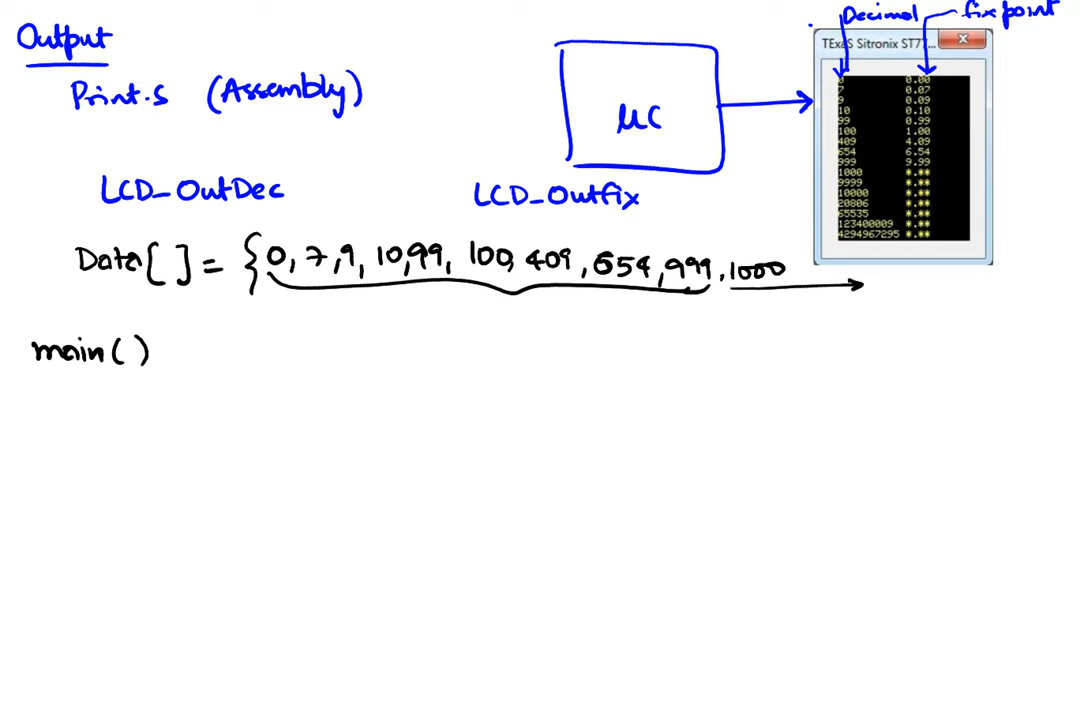 Output
Print.s (Assembly)
Decimal
fixpoint
TExaS Sitronix ST77...
0 0.00
7 0.07
9 0.09
10 0.10
99 0.99
100 1.00
409 4.09
654 6.54
999 9.99
1000 *.**
9999 *.**
10000 *.**
20806 *.**
65535 *.**
123400009 *.**
4294967295 *.**
μC
LCD_OutDec
LCD_Outfix
Data[ ] = { 0, 7, 9, 10, 99, 100, 409, 654, 999, 1000
main( )